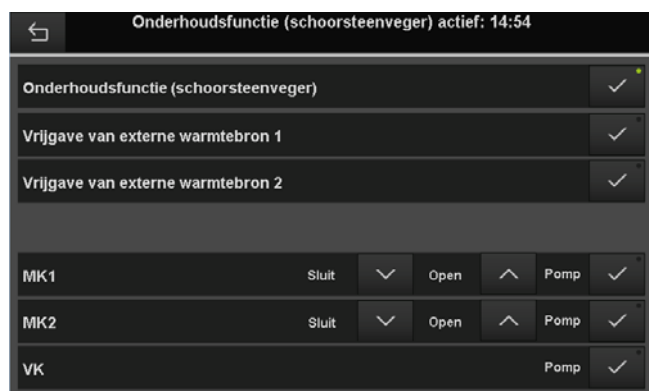 Onderhoudsfunctie (schoorsteenveger) actief: 14:54
Onderhoudsfunctie (schoorsteenveger)
Vrijgave van externe warmtebron 1
Vrijgave van externe warmtebron 2
MK1 Sluit Open Pomp
MK2 Sluit Open Pomp
VK Pomp